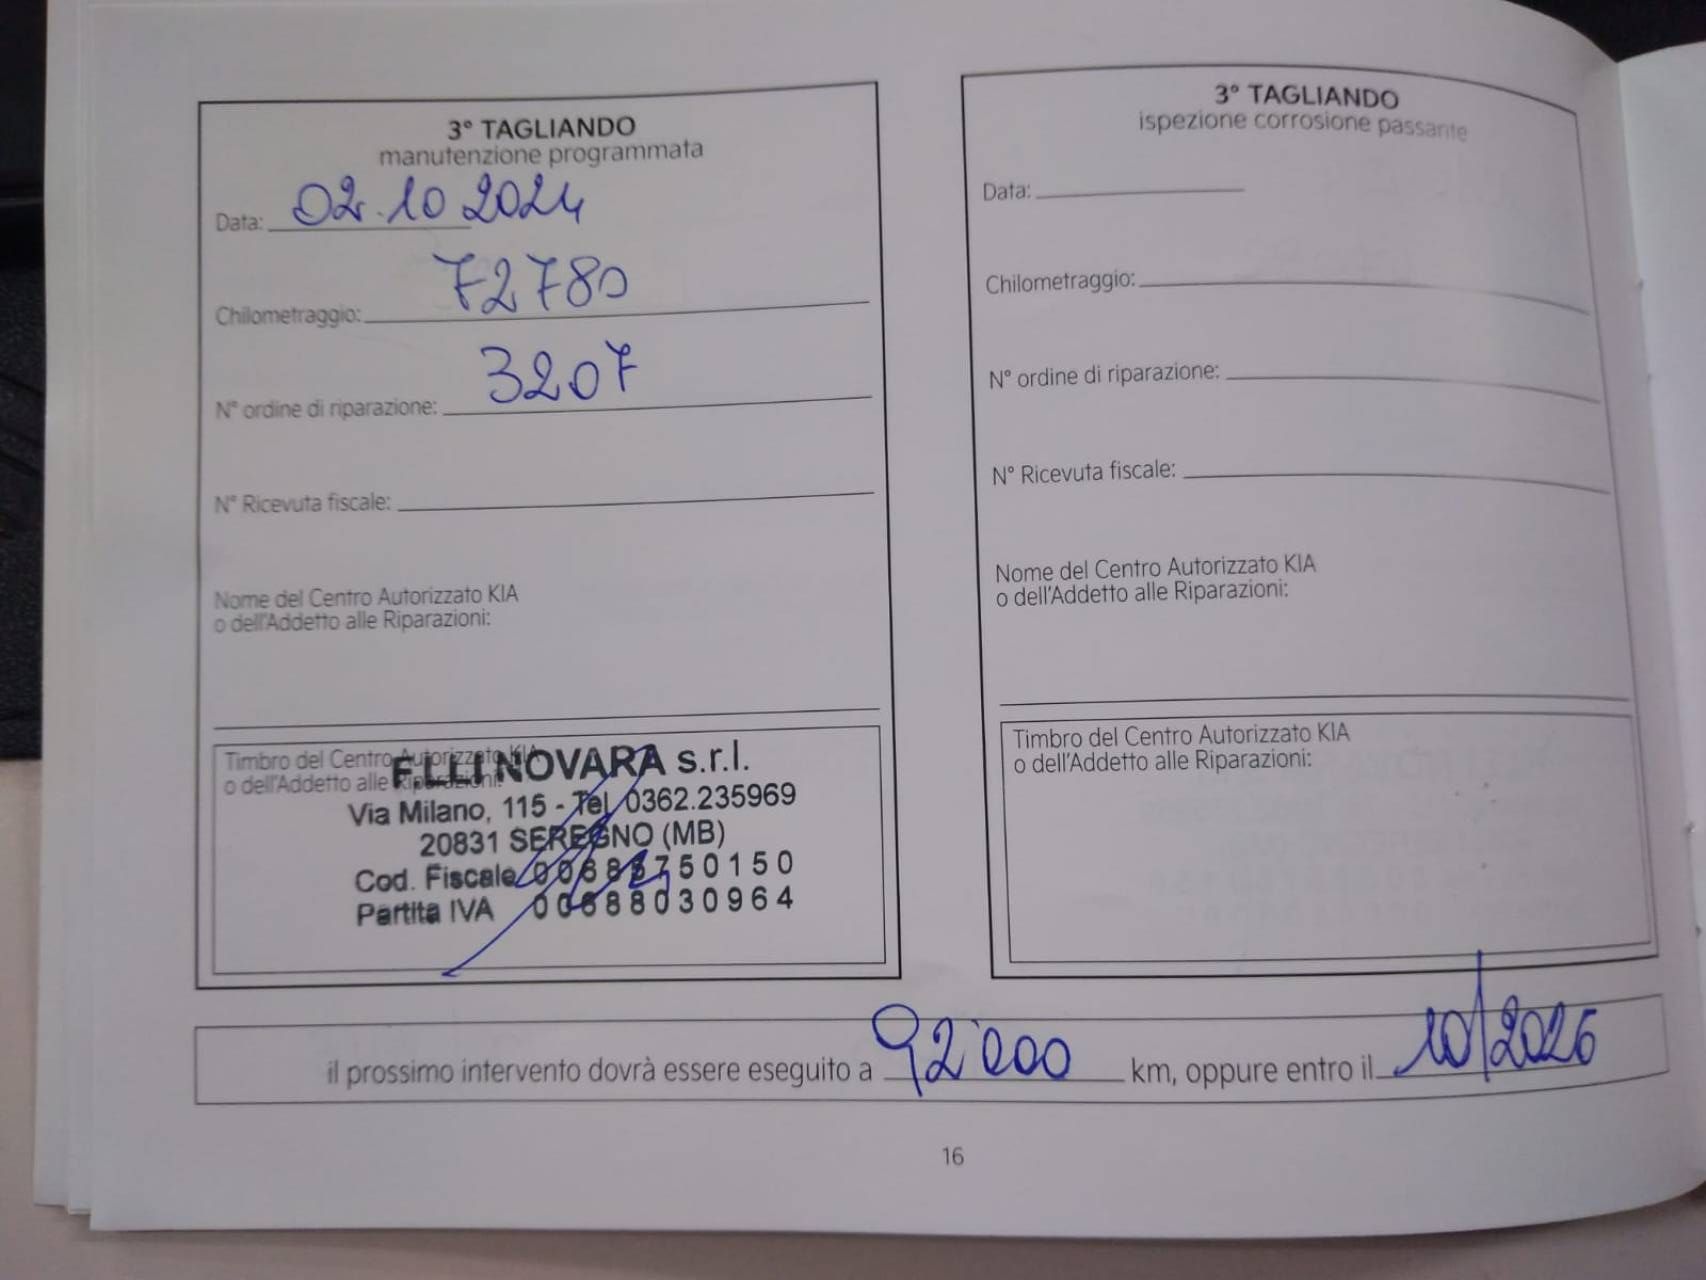 3° TAGLIANDO
manutenzione programmata
Data: 02.10 2024
Chilometraggio: 72780
N° ordine di riparazione: 3207
N° Ricevuta fiscale:
Nome del Centro Autorizzato KIA
o dell'Addetto alle Riparazioni:
Timbro del Centro Autorizzato KIA
o dell'Addetto alle Riparazioni:
F.LLI NOVARA s.r.l.
Via Milano, 115 - Tel. 0362.235969
20831 SEREGNO (MB)
Cod. Fiscale
Partita IVA 00688030964
3° TAGLIANDO
ispezione corrosione passante
Data:
Chilometraggio:
N° ordine di riparazione:
N° Ricevuta fiscale:
Nome del Centro Autorizzato KIA
o dell'Addetto alle Riparazioni:
Timbro del Centro Autorizzato KIA
o dell'Addetto alle Riparazioni:
il prossimo intervento dovrà essere eseguito a 92'000 km, oppure entro il 10/2026
16